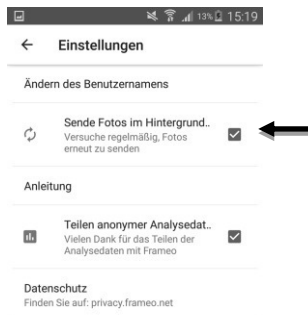 13% 15:19
Einstellungen
Ändern des Benutzernamens
Sende Fotos im Hintergrund..
Versuche regelmäßig, Fotos
erneut zu senden
Anleitung
Teilen anonymer Analysedat..
Vielen Dank für das Teilen der
Analysedaten mit Frameo
Datenschutz
Finden Sie auf: privacy.frameo.net